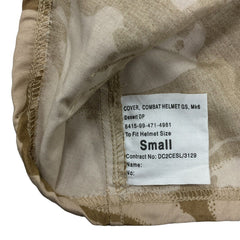 COVER, COMBAT HELMET GS, Mk6
Desert DP
8415-99-471-4961
To Fit Helmet Size
Small
Contract No: DC2CESL/3129
Name:
No: